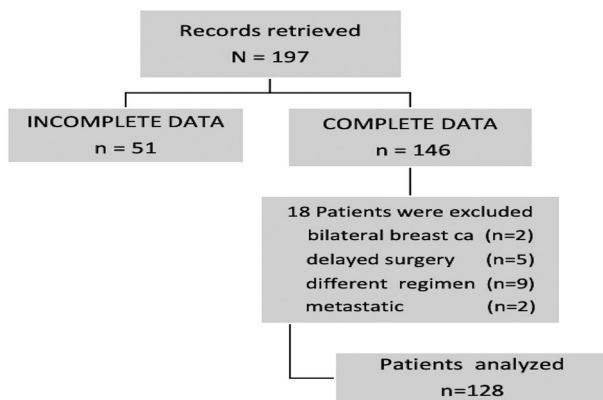 Records retrieved
N = 197
INCOMPLETE DATA
n = 51
COMPLETE DATA
n = 146
18 Patients were excluded
bilateral breast ca (n=2)
delayed surgery (n=5)
different regimen (n=9)
metastatic (n=2)
Patients analyzed
n=128